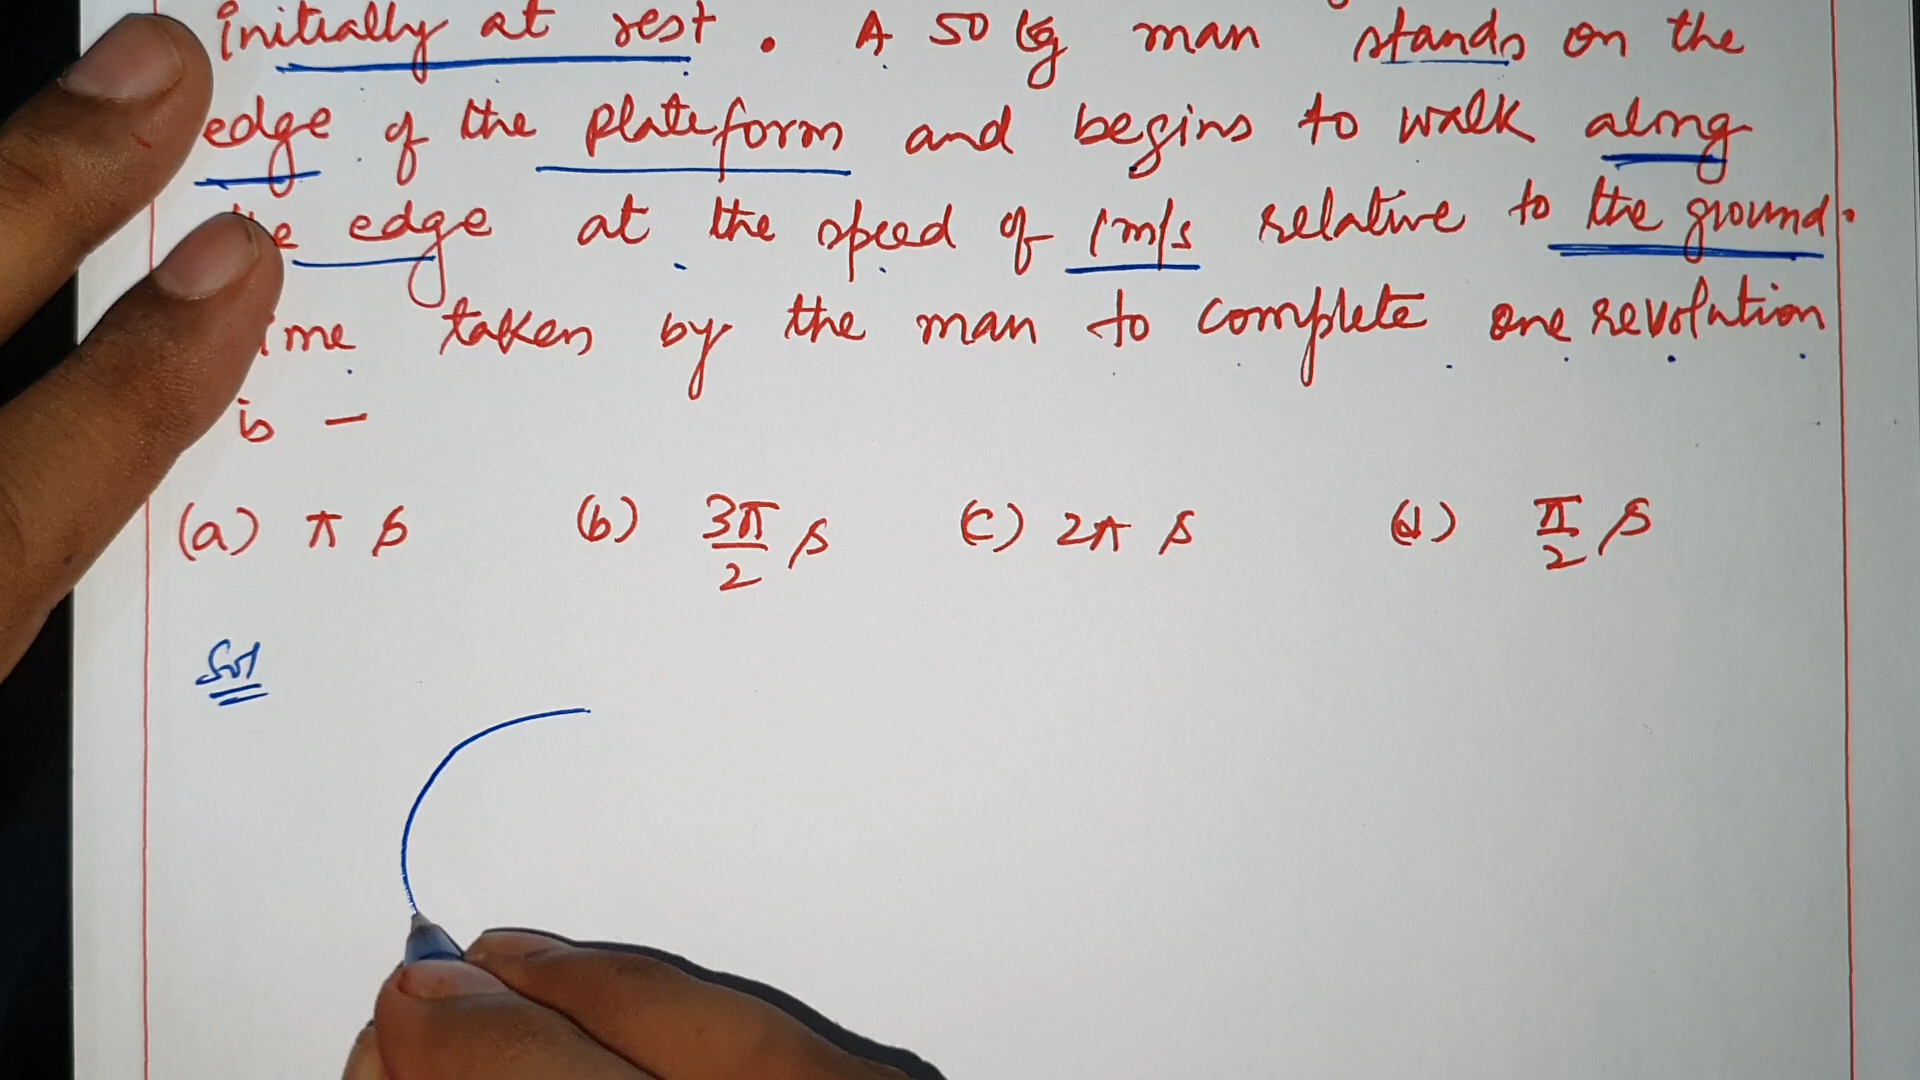 initially at rest. A 50 kg man stands on the
edge of the plateform and begins to walk along
edge at the speed of 1m/s relative to the ground.
taken by the man to complete one revolution
is -
(a) π s (b) 3π/2 s (c) 2π s (d) π/2 s
Sol